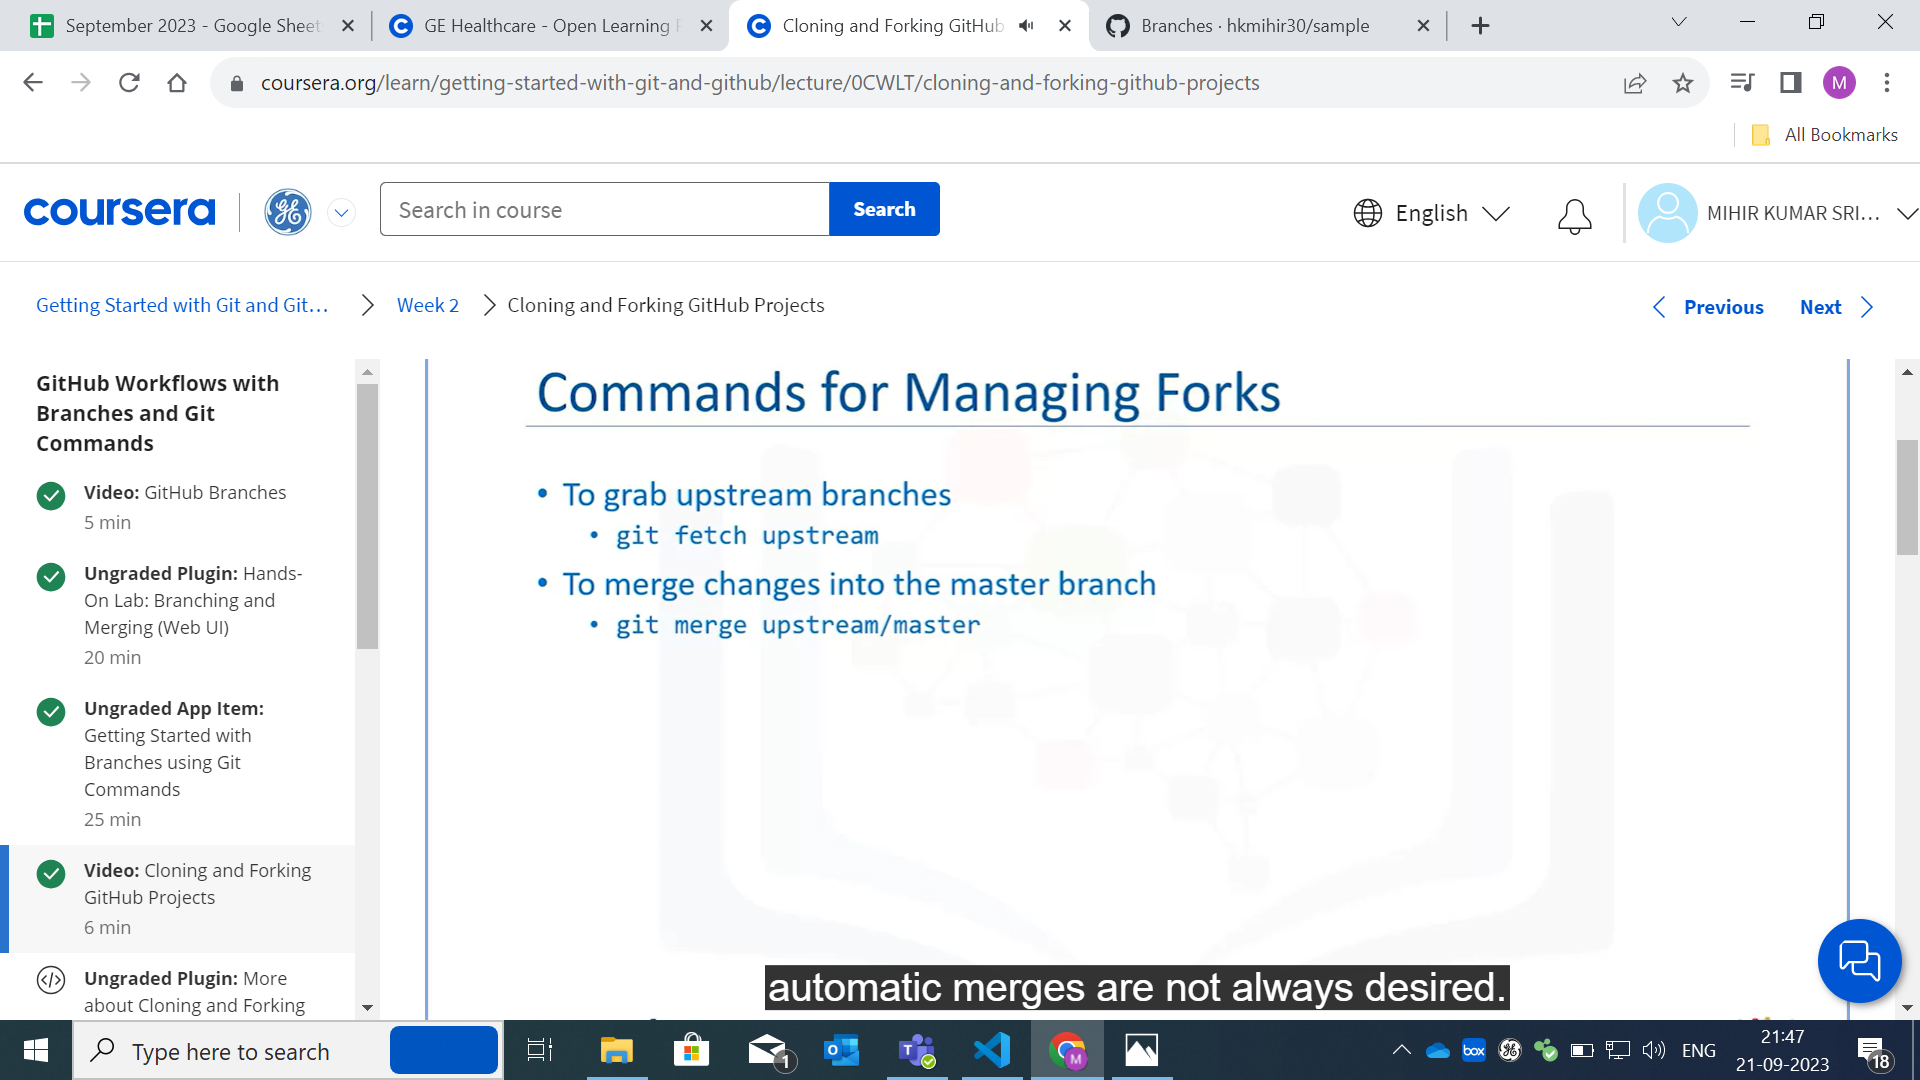 September 2023 - Google Sheet
GE Healthcare - Open Learning
Cloning and Forking GitHub
Branches · hkmihir30/sample
coursera.org/learn/getting-started-with-git-and-github/lecture/0CWLT/cloning-and-forking-github-projects
M
All Bookmarks
coursera
Search in course
Search
English
MIHIR KUMAR SRI...
Getting Started with Git and Git...
Week 2
Cloning and Forking GitHub Projects
Previous
Next
GitHub Workflows with
Branches and Git
Commands
Video: GitHub Branches
5 min
Ungraded Plugin: Hands-
On Lab: Branching and
Merging (Web UI)
20 min
Ungraded App Item:
Getting Started with
Branches using Git
Commands
25 min
Video: Cloning and Forking
GitHub Projects
6 min
Ungraded Plugin: More
about Cloning and Forking
Commands for Managing Forks
• To grab upstream branches
• git fetch upstream
• To merge changes into the master branch
• git merge upstream/master
automatic merges are not always desired.
Type here to search
1
M
box
ENG
21:47
21-09-2023
18